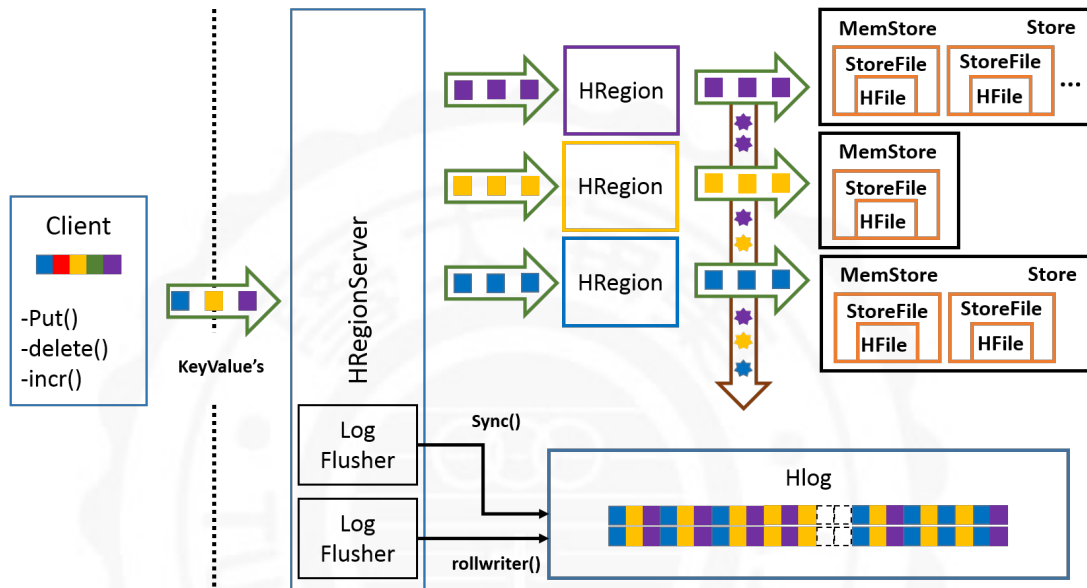 Client
-Put()
-delete()
-incr()
KeyValue's
HRegionServer
Log
Flusher
Log
Flusher
Sync()
rollwriter()
HRegion
HRegion
HRegion
MemStore Store
StoreFile StoreFile
HFile HFile ...
MemStore
StoreFile
HFile
MemStore Store
StoreFile StoreFile
HFile HFile
Hlog